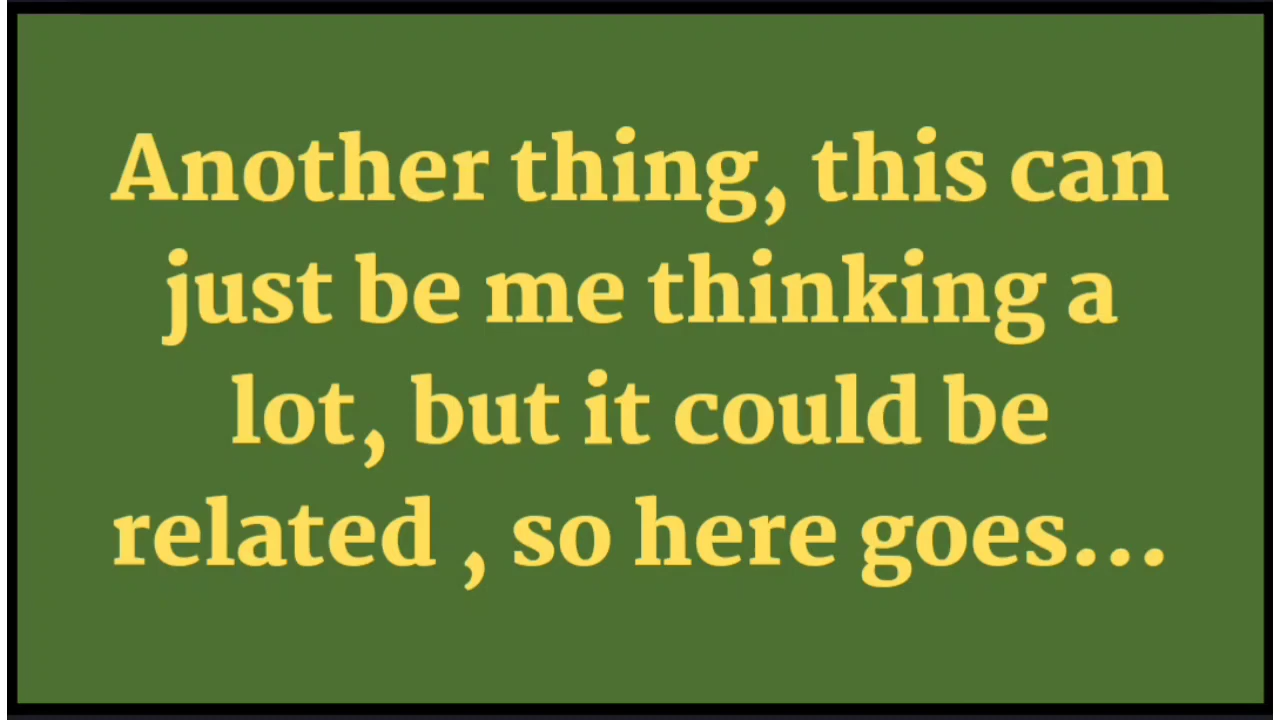 Another thing, this can
just be me thinking a
lot, but it could be
related , so here goes...